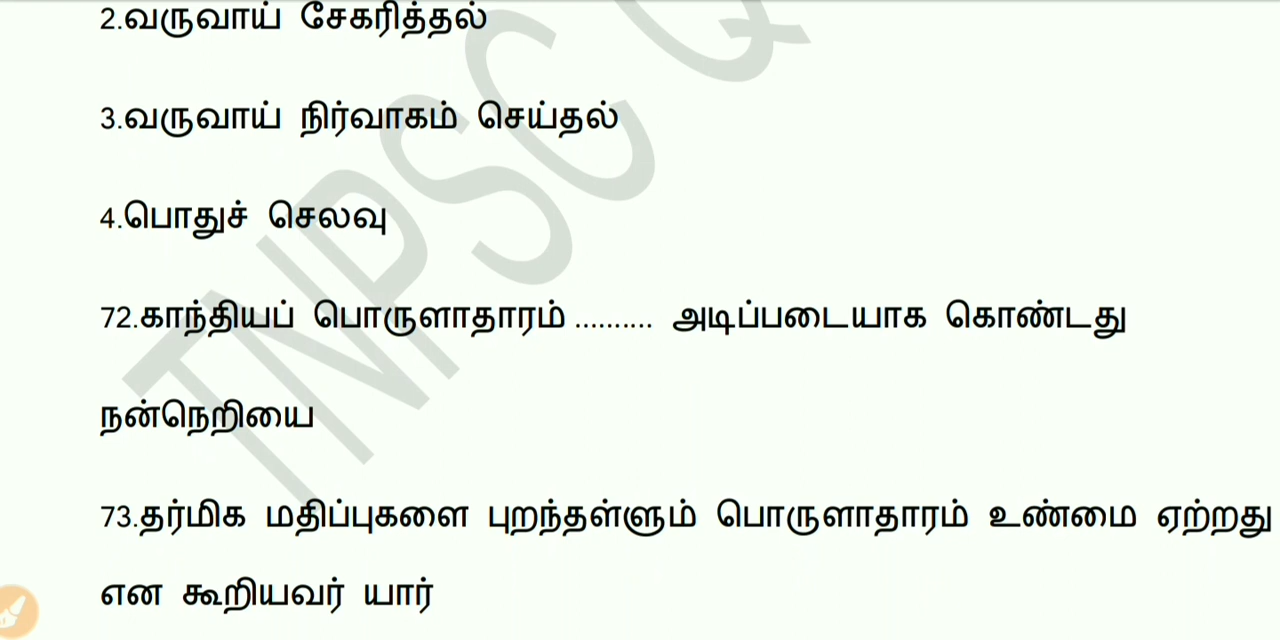 2.வருவாய் சேகரித்தல்
3.வருவாய் நிர்வாகம் செய்தல்
4.பொதுச் செலவு
72.காந்தியப் பொருளாதாரம் .......... அடிப்படையாக கொண்டது
நன்நெறியை
73.தர்மிக மதிப்புகளை புறந்தள்ளும் பொருளாதாரம் உண்மை ஏற்றது
என கூறியவர் யார்
TNPSC Q